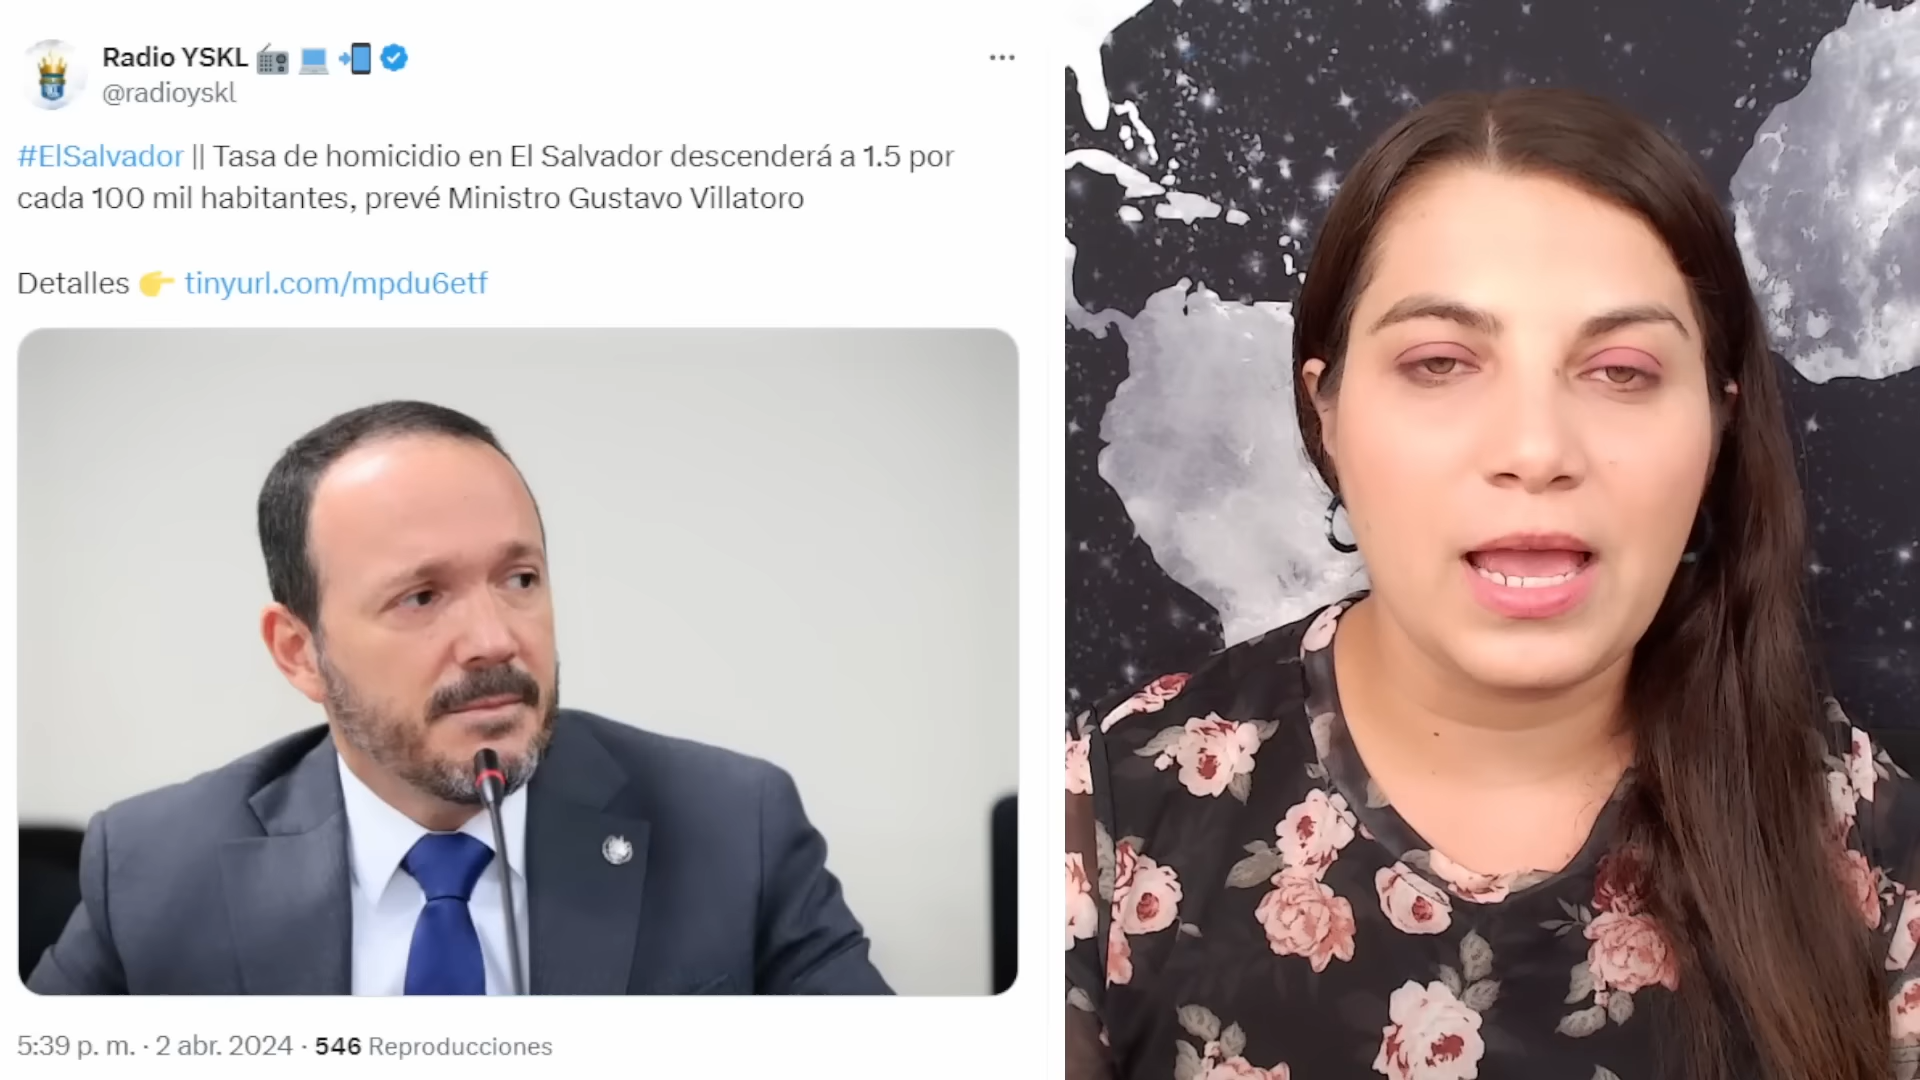 Radio YSKL
@radioyskl
#ElSalvador || Tasa de homicidio en El Salvador descenderá a 1.5 por
cada 100 mil habitantes, prevé Ministro Gustavo Villatoro
Detalles 👉 tinyurl.com/mpdu6etf
5:39 p. m. · 2 abr. 2024 · 546 Reproducciones